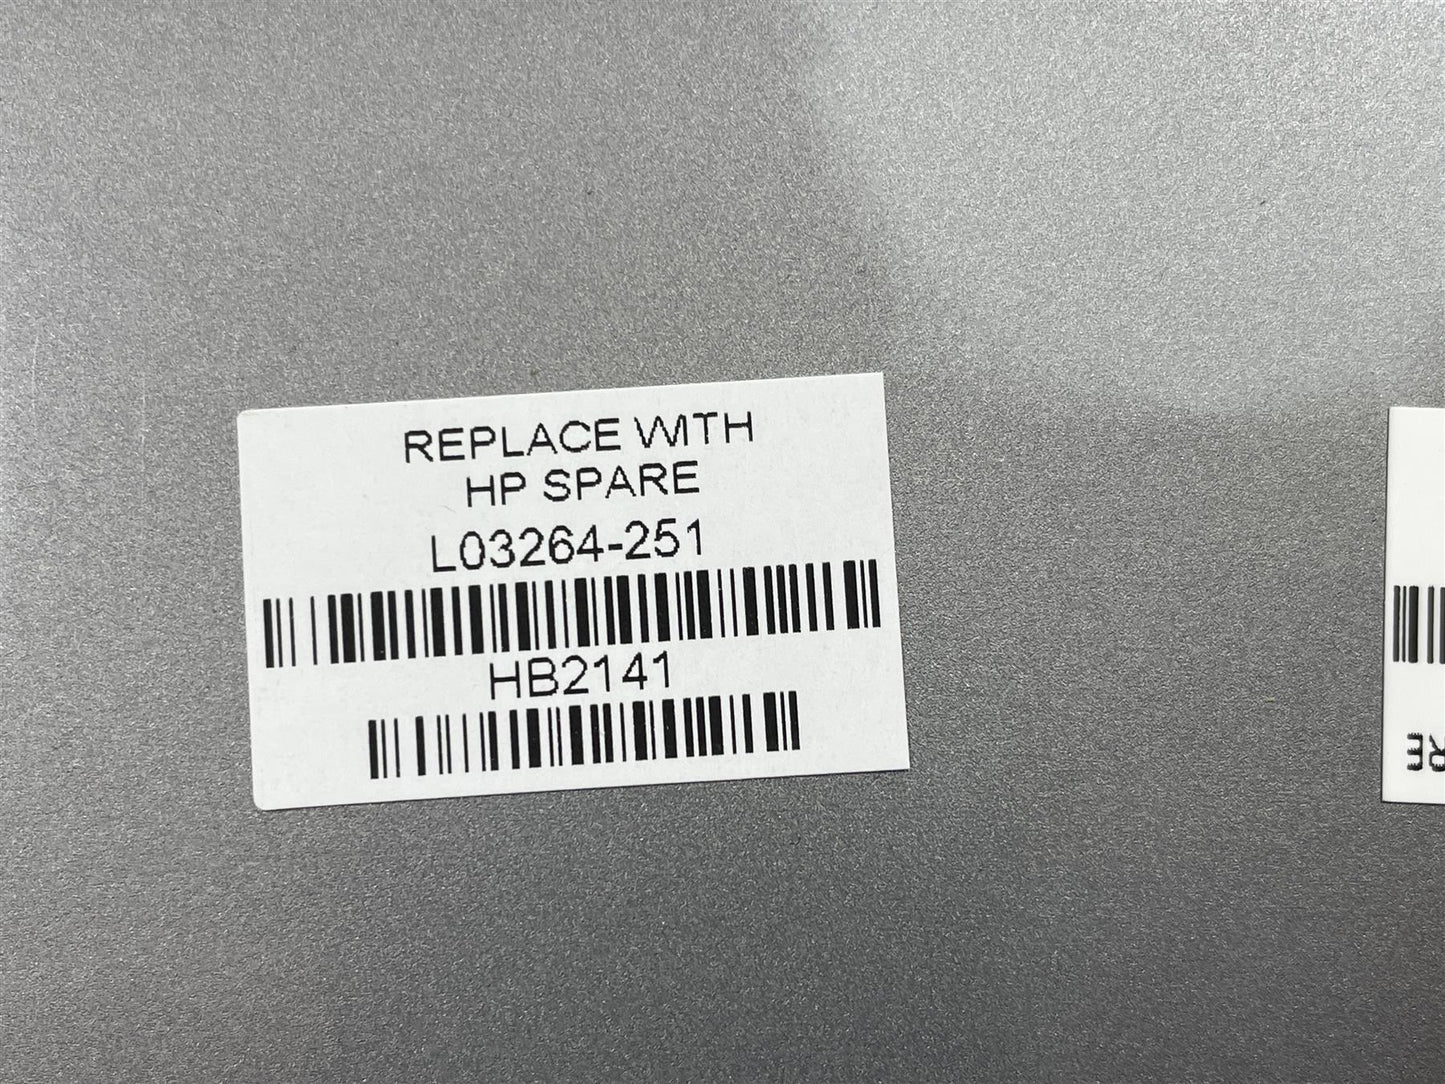 REPLACE WITH
HP SPARE
L03264-251
HB2141